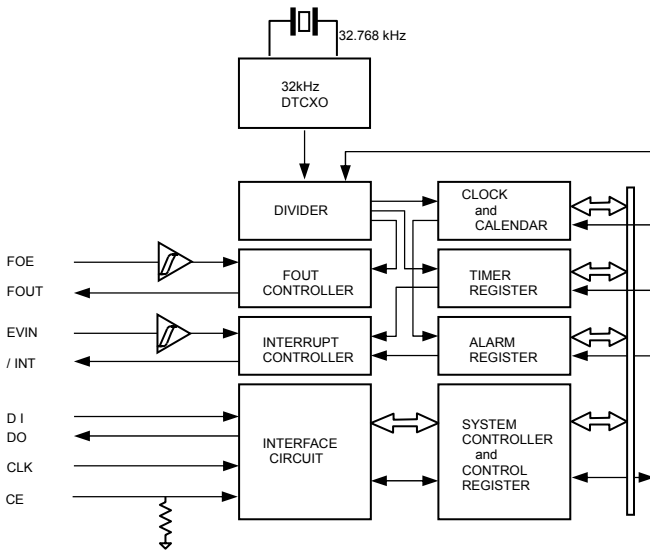 32.768 kHz
32kHz
DTCXO
DIVIDER
CLOCK
and
CALENDAR
FOE
FOUT
FOUT
CONTROLLER
TIMER
REGISTER
EVIN
/ INT
INTERRUPT
CONTROLLER
ALARM
REGISTER
D I
DO
CLK
CE
INTERFACE
CIRCUIT
SYSTEM
CONTROLLER
and
CONTROL
REGISTER